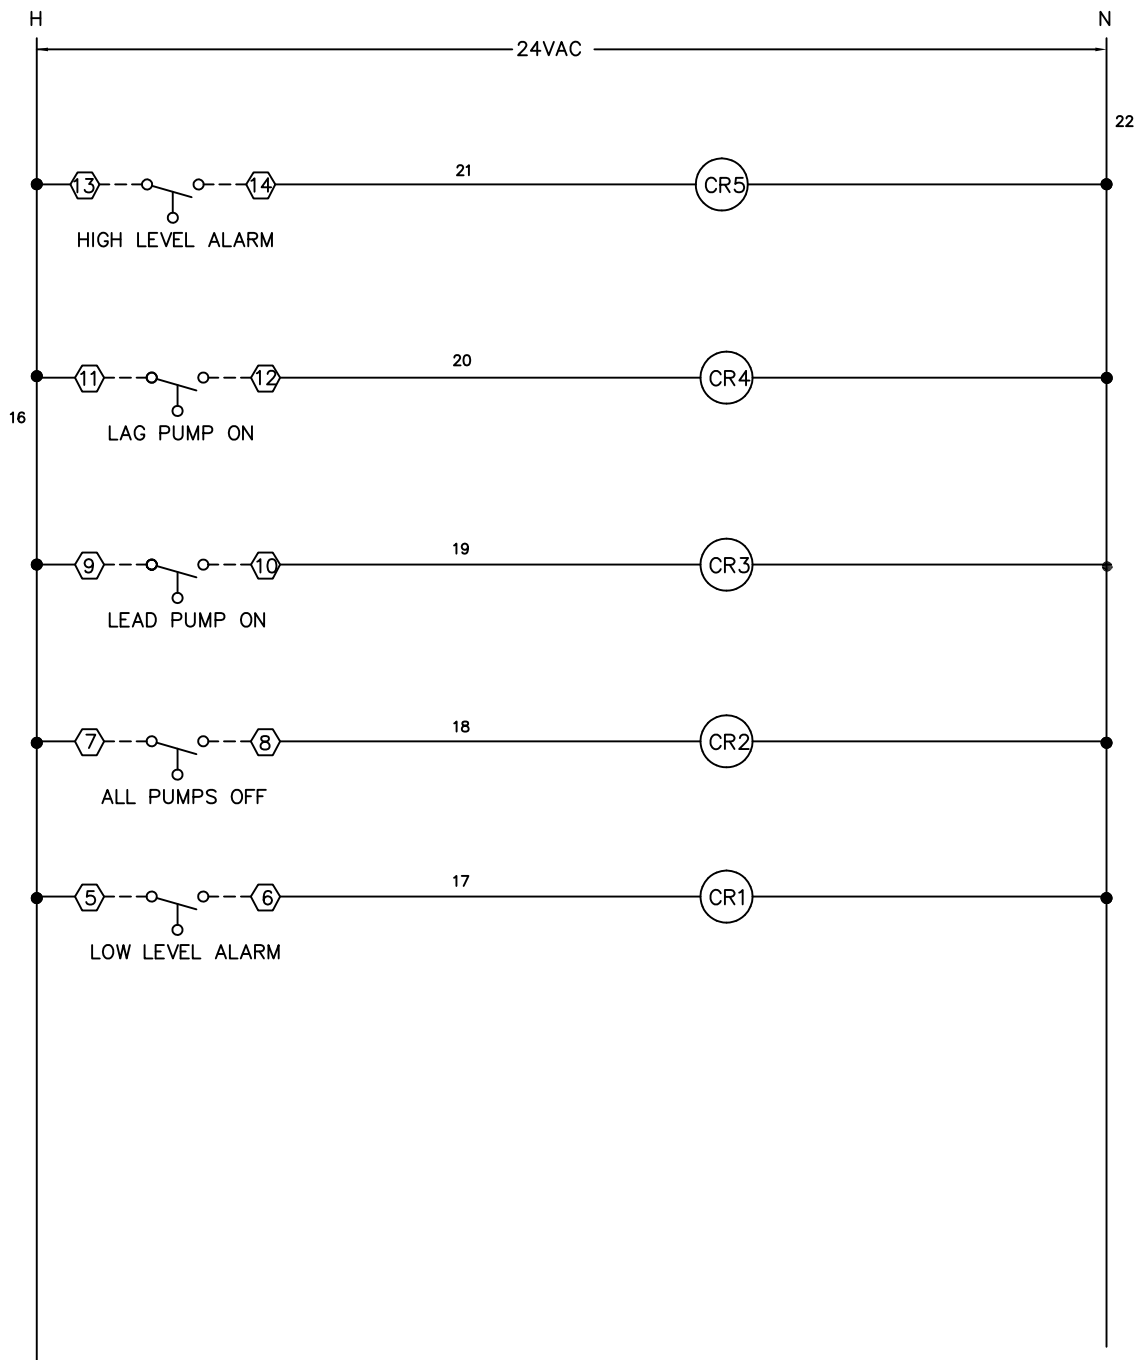 H N
24VAC
22
21
13 14 CR5
HIGH LEVEL ALARM
20
11 12 CR4
16
LAG PUMP ON
19
9 10 CR3
LEAD PUMP ON
18
7 8 CR2
ALL PUMPS OFF
17
5 6 CR1
LOW LEVEL ALARM